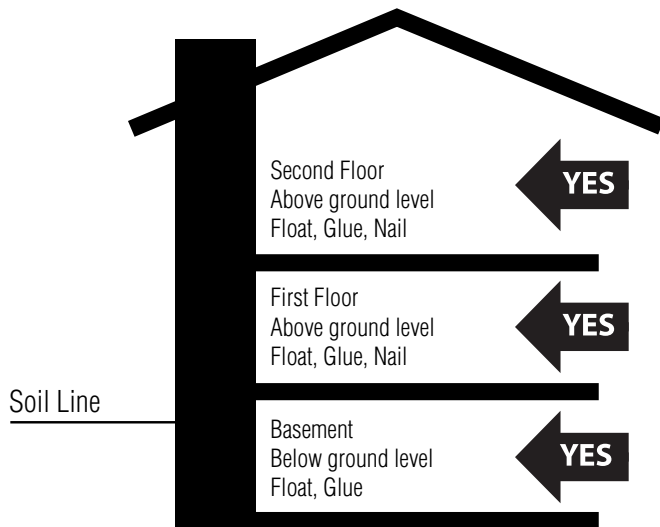 Second Floor
Above ground level
Float, Glue, Nail
YES
First Floor
Above ground level
Float, Glue, Nail
YES
Soil Line
Basement
Below ground level
Float, Glue
YES